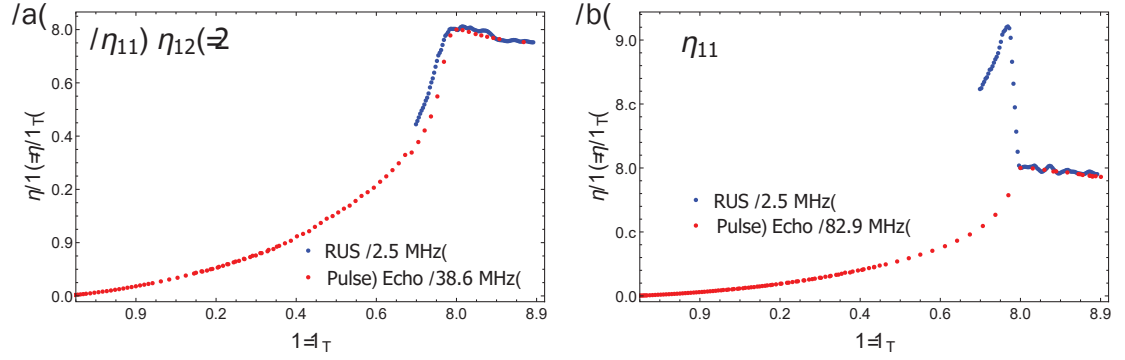 /a(
/η11) η12(=2
η/1(=η/1T(
8.0
0.6
0.4
0.2
0.9
0.0
RUS /2.5 MHz(
Pulse) Echo /38.6 MHz(
0.9
0.2
0.4
0.6
8.0
8.9
1=1T
/b(
η11
η/1(=η/1T(
9.0
8.c
8.0
0.c
0.0
RUS /2.5 MHz(
Pulse) Echo /82.9 MHz(
0.9
0.2
0.4
0.6
8.0
8.9
1=1T